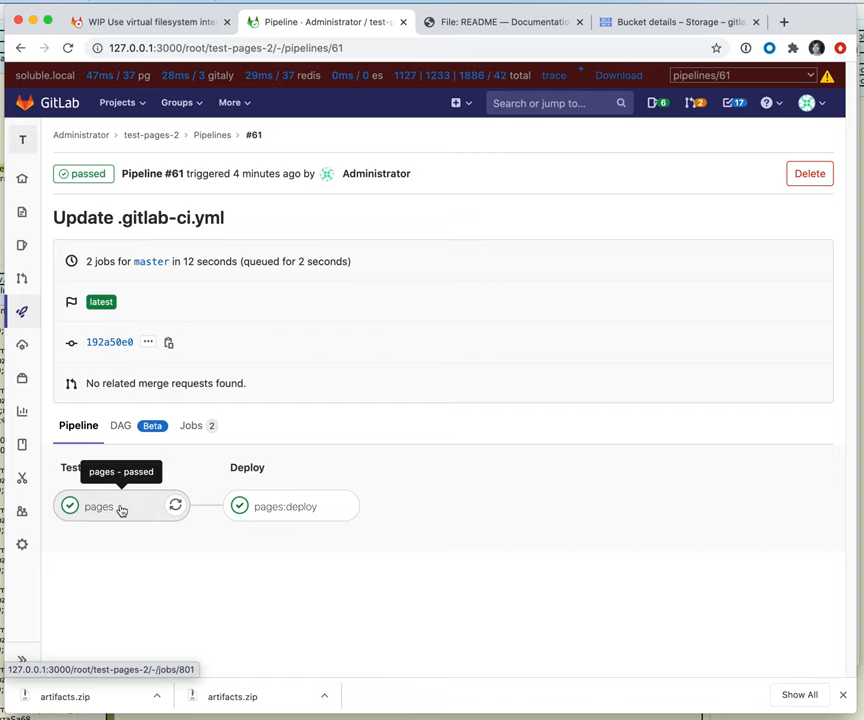 WIP Use virtual filesystem inte
Pipeline · Administrator / test-
File: README — Documentatio
Bucket details – Storage – gitla
127.0.0.1:3000/root/test-pages-2/-/pipelines/61
soluble.local 47ms / 37 pg 28ms / 3 gitaly 29ms / 37 redis 0ms / 0 es 1127 | 1233 | 1886 / 42 total trace + Download pipelines/61
GitLab Projects Groups More Search or jump to... 6 2 17
T
Administrator › test-pages-2 › Pipelines › #61
passed Pipeline #61 triggered 4 minutes ago by Administrator Delete
Update .gitlab-ci.yml
2 jobs for master in 12 seconds (queued for 2 seconds)
latest
192a50e0 ...
No related merge requests found.
Pipeline DAG Beta Jobs 2
Test Deploy
pages - passed
pages pages:deploy
127.0.0.1:3000/root/test-pages-2/-/jobs/801
artifacts.zip artifacts.zip Show All